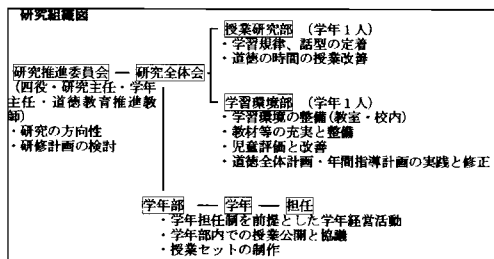 研究組織図
授業研究部 (学年1人)
・学習規律、話型の定着
・道徳の時間の授業改善
研究推進委員会 ― 研究全体会
(四役・研究主任・学年
主任・道徳教育推進教
師)
・研究の方向性
・研修計画の検討
学習環境部 (学年1人)
・学習環境の整備(教室・校内)
・教材等の充実と整備
・児童評価と改善
・道徳全体計画・年間指導計画の実践と修正
学年部 ― 学年 ― 担任
・学年担任制を前提とした学年経営活動
・学年部内での授業公開と協議
・授業セットの制作